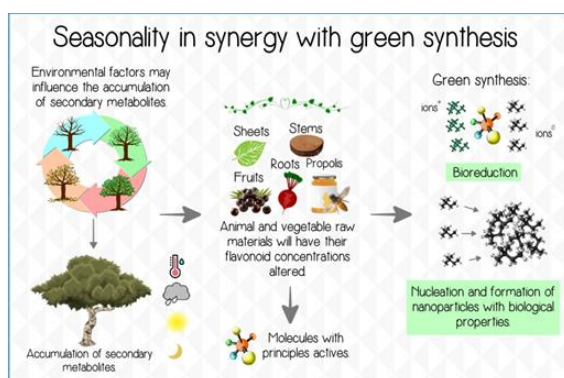 Seasonality in synergy with green synthesis
Environmental factors may
influence the accumulation
of secondary metabolites.
Accumulation of secondary
metabolites.
Sheets
Stems
Roots
Propolis
Fruits
Animal and vegetable raw
materials will have their
flavonoid concentrations
altered.
Molecules with
principles actives.
Green synthesis:
ions⁺
ions⁰
Bioreduction
Nucleation and formation of
nanoparticles with biological
properties.